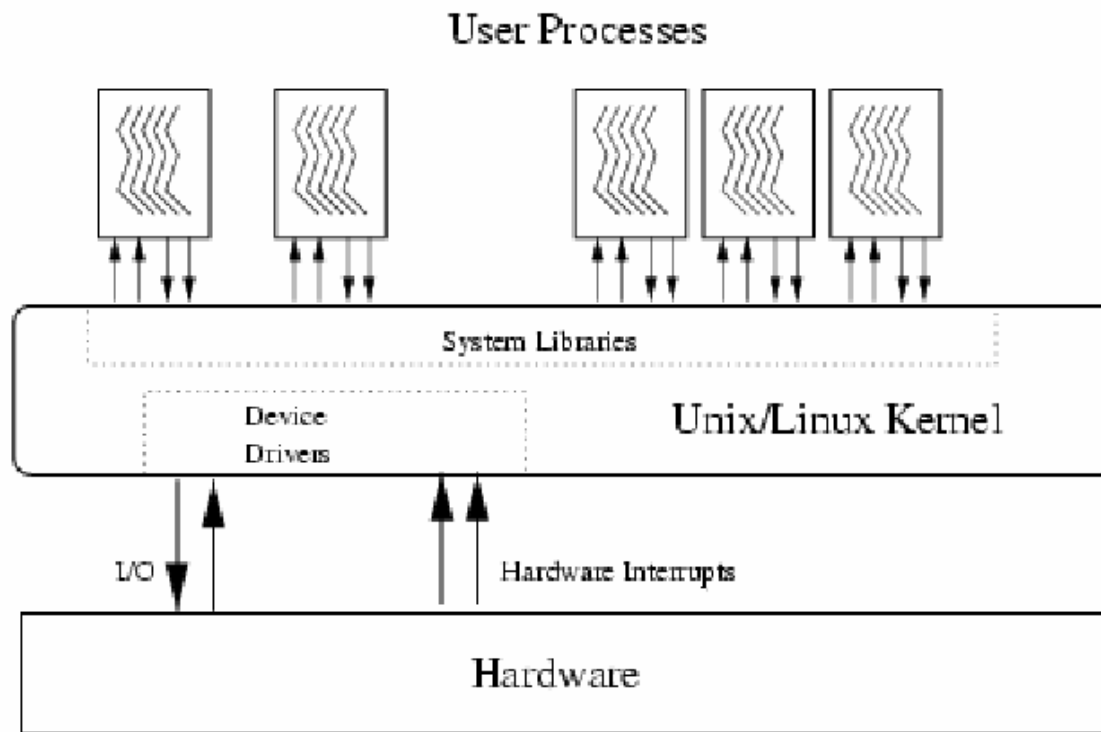 User Processes
System Libraries
Device
Drivers
Unix/Linux Kernel
I/O
Hardware Interrupts
Hardware